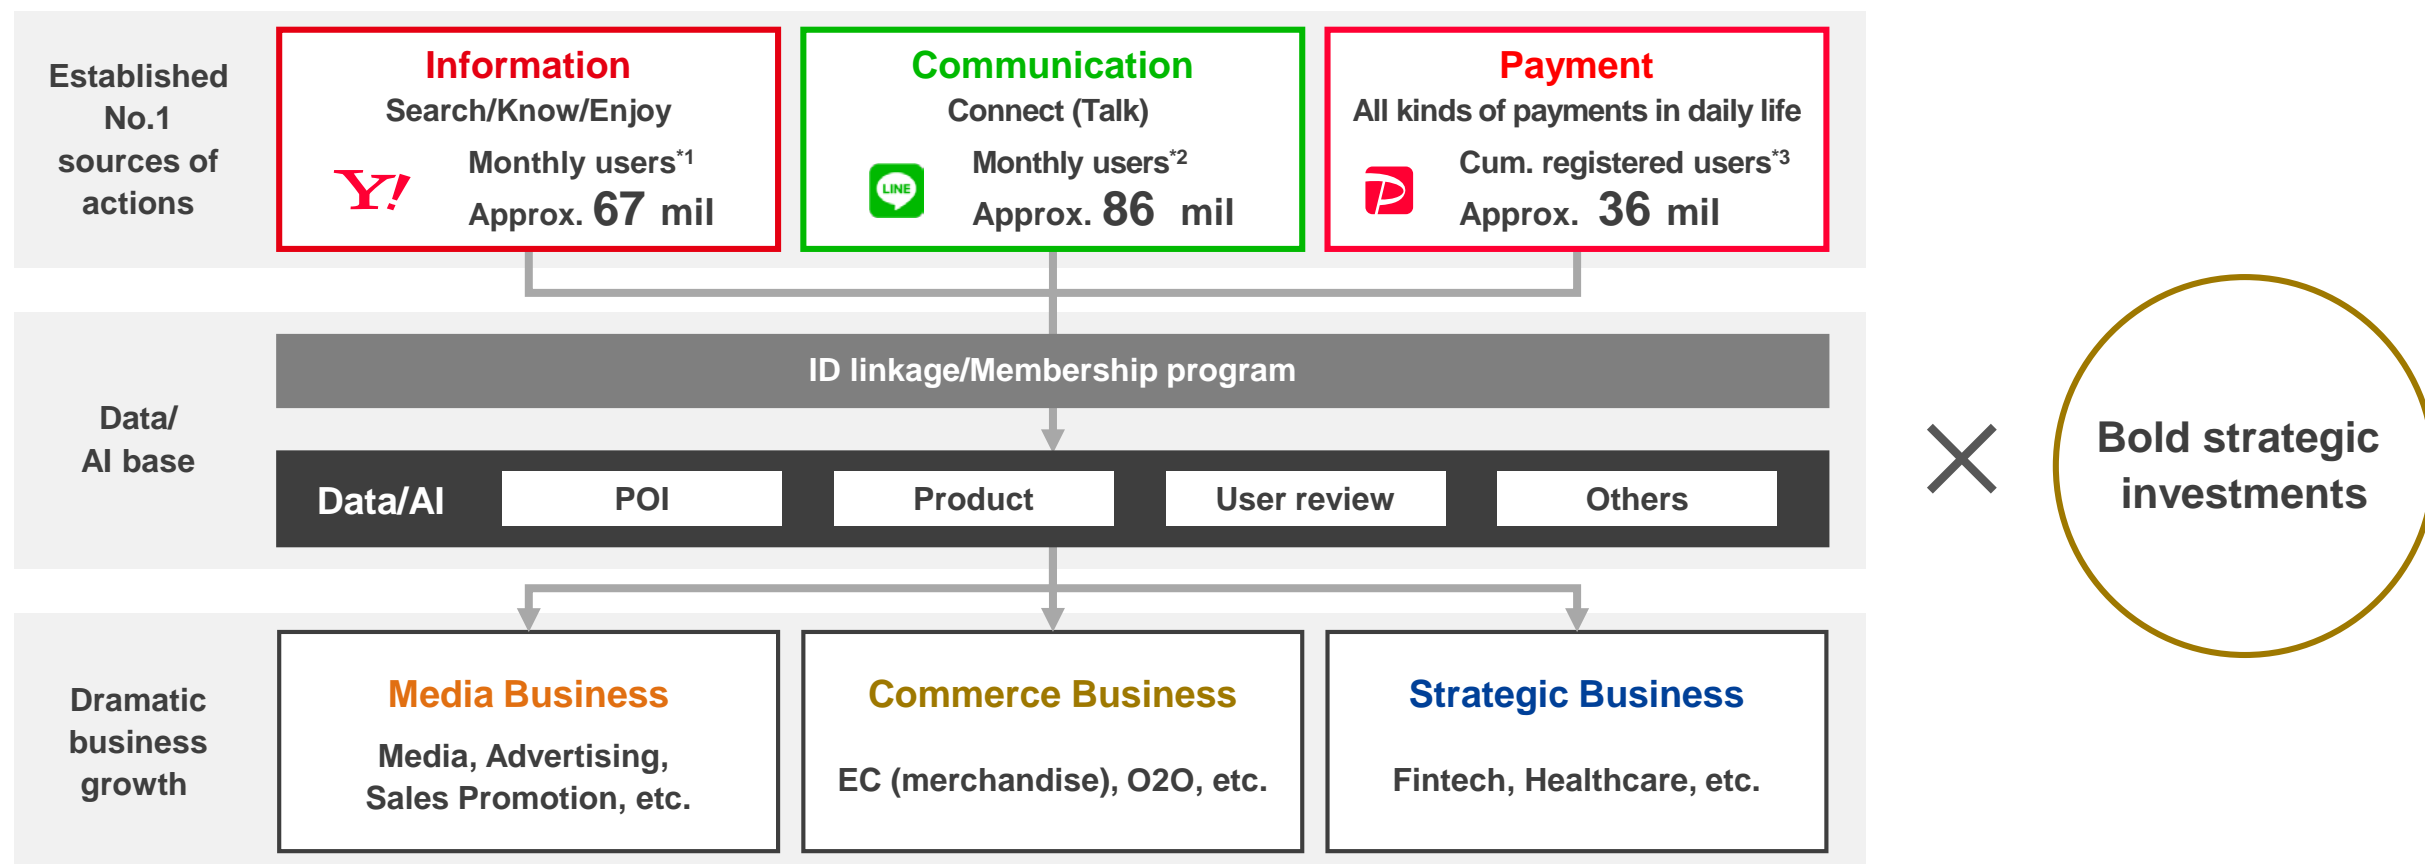 Established
No.1
sources of
actions
Information
Search/Know/Enjoy
Y!
Monthly users*1
Approx. 67 mil
Communication
Connect (Talk)
LINE
Monthly users*2
Approx. 86 mil
Payment
All kinds of payments in daily life
P
Cum. registered users*3
Approx. 36 mil
Data/
AI base
ID linkage/Membership program
Data/AI
POI
Product
User review
Others
Dramatic
business
growth
Media Business
Media, Advertising,
Sales Promotion, etc.
Commerce Business
EC (merchandise), O2O, etc.
Strategic Business
Fintech, Healthcare, etc.
×
Bold strategic
investments